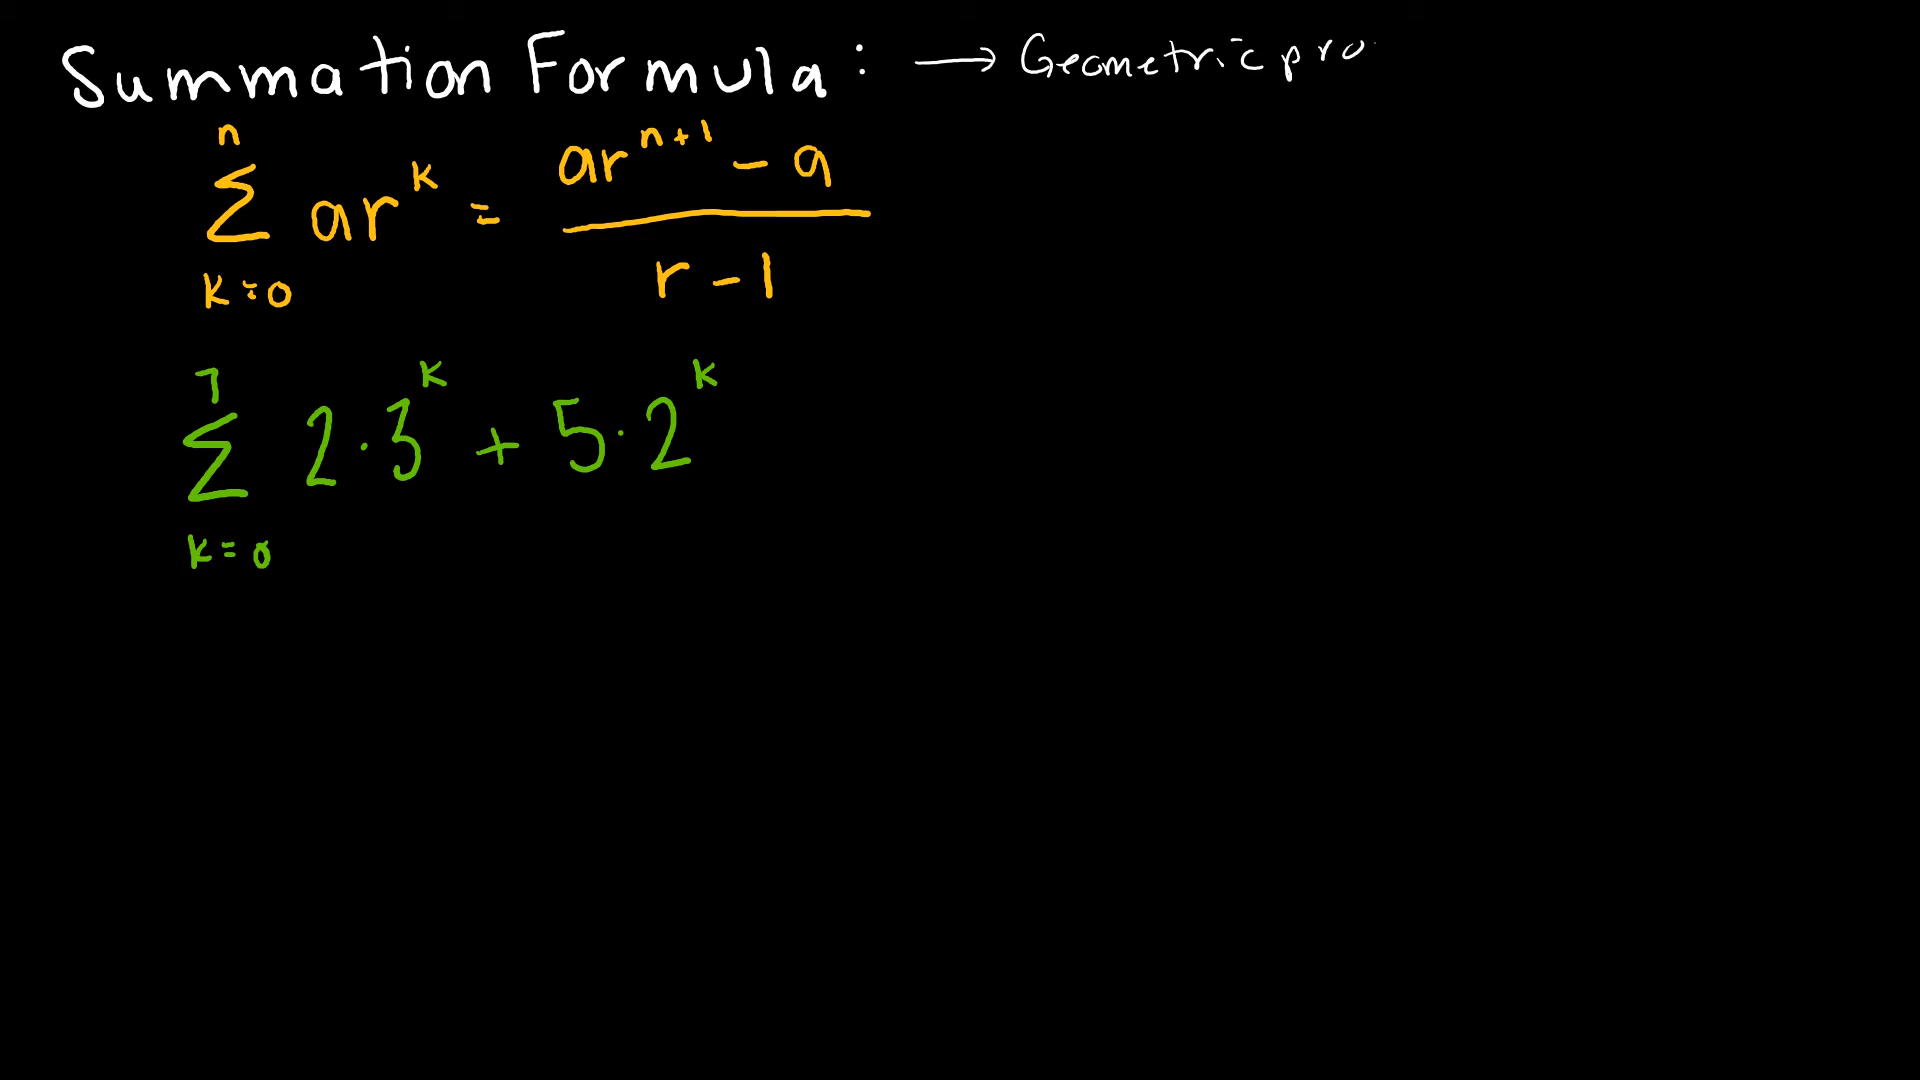 Summation Formula: → Geometric pro
n
∑ ar^k = (ar^(n+1) - a) / (r - 1)
k=0
7
∑ 2·3^k + 5·2^k
k=0